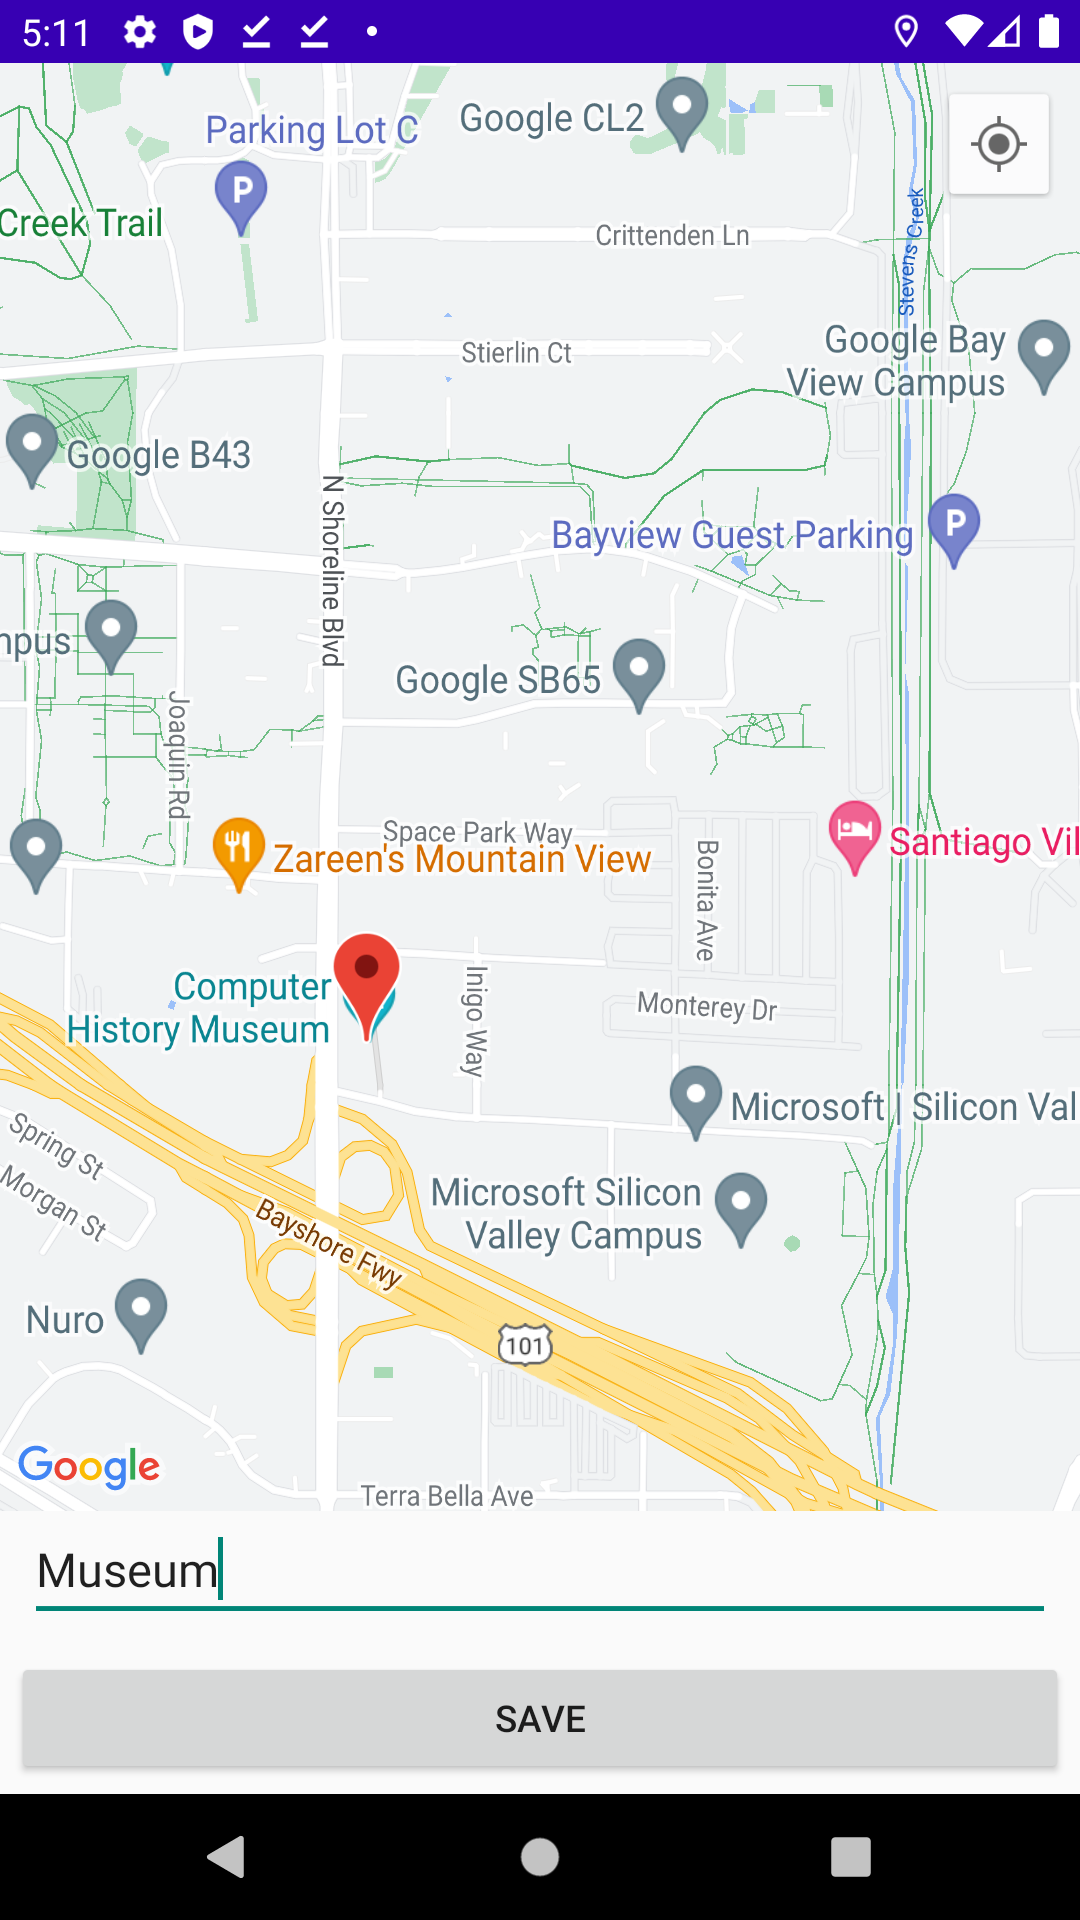 5:11
Parking Lot C
P
Google CL2
Creek Trail
Crittenden Ln
Stevens Creek
Stierlin Ct
Google Bay
View Campus
Google B43
N Shoreline Blvd
Bayview Guest Parking
P
Google SB65
Joaquin Rd
Space Park Way
Zareen's Mountain View
Bonita Ave
Computer
History Museum
Inigo Way
Monterey Dr
Microsoft | Silicon Val
Spring St
Morgan St
Microsoft Silicon
Valley Campus
Bayshore Fwy
Nuro
101
Google
Terra Bella Ave
Museum
SAVE